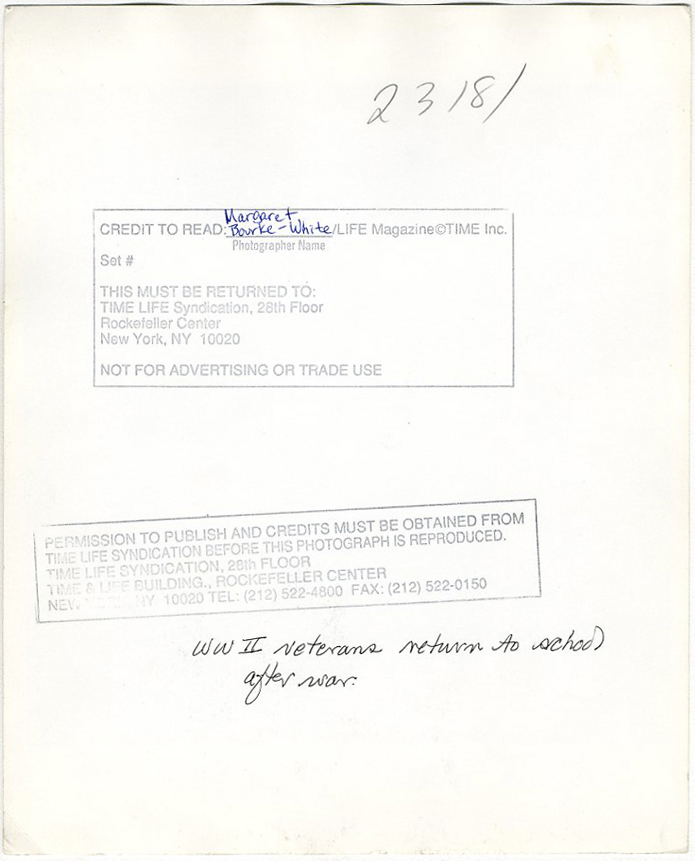 2318/
Margaret
CREDIT TO READ: Bourke-White/LIFE Magazine©TIME Inc.
Photographer Name
Set #
THIS MUST BE RETURNED TO:
TIME LIFE Syndication, 28th Floor
Rockefeller Center
New York, NY 10020
NOT FOR ADVERTISING OR TRADE USE
PERMISSION TO PUBLISH AND CREDITS MUST BE OBTAINED FROM
TIME LIFE SYNDICATION BEFORE THIS PHOTOGRAPH IS REPRODUCED.
TIME LIFE SYNDICATION, 28th FLOOR
TIME & LIFE BUILDING., ROCKEFELLER CENTER
NEW NY 10020 TEL: (212) 522-4800 FAX: (212) 522-0150
WW II veterans return to school
after war.